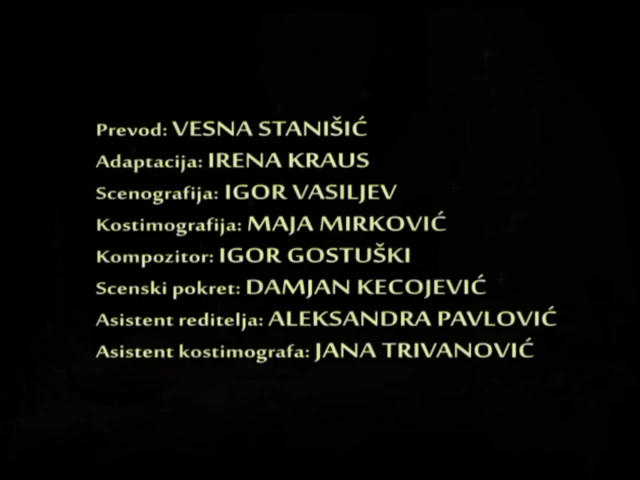 Prevod: VESNA STANIŠIĆ
Adaptacija: IRENA KRAUS
Scenografija: IGOR VASILJEV
Kostimografija: MAJA MIRKOVIĆ
Kompozitor: IGOR GOSTUŠKI
Scenski pokret: DAMJAN KECOJEVIĆ
Asistent reditelja: ALEKSANDRA PAVLOVIĆ
Asistent kostimografa: JANA TRIVANOVIĆ